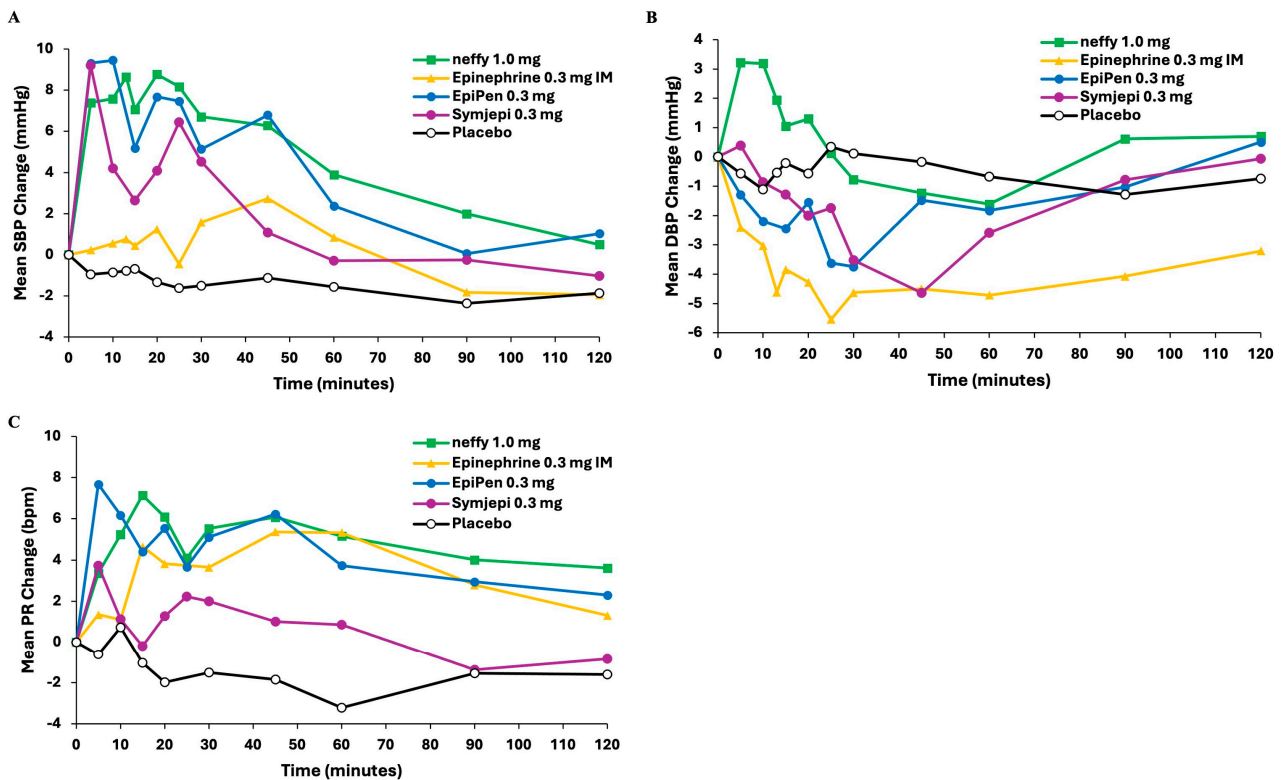 A
Mean SBP Change (mmHg)
10
8
6
4
2
0
-2
-4
0 10 20 30 40 50 60 70 80 90 100 110 120
Time (minutes)
neffy 1.0 mg
Epinephrine 0.3 mg IM
EpiPen 0.3 mg
Symjepi 0.3 mg
Placebo
B
Mean DBP Change (mmHg)
4
3
2
1
0
-1
-2
-3
-4
-5
-6
0 10 20 30 40 50 60 70 80 90 100 110 120
Time (minutes)
neffy 1.0 mg
Epinephrine 0.3 mg IM
EpiPen 0.3 mg
Symjepi 0.3 mg
Placebo
C
Mean PR Change (bpm)
10
8
6
4
2
0
-2
-4
0 10 20 30 40 50 60 70 80 90 100 110 120
Time (minutes)
neffy 1.0 mg
Epinephrine 0.3 mg IM
EpiPen 0.3 mg
Symjepi 0.3 mg
Placebo